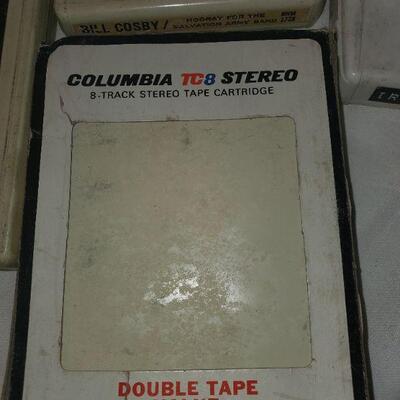 BILL COSBY / HOORAY FOR THE
SALVATION ARMY BAND
COLUMBIA TC8 STEREO
8-TRACK STEREO TAPE CARTRIDGE
DOUBLE TAPE